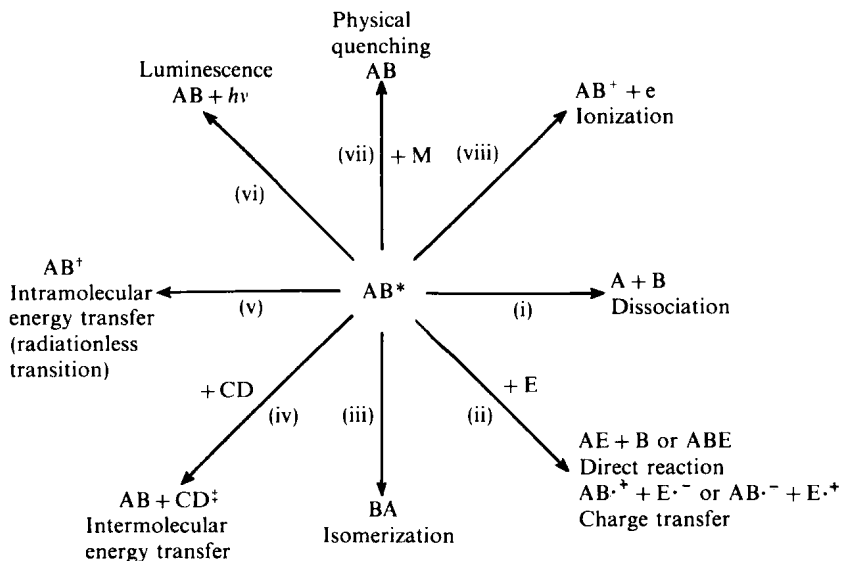 Physical
quenching
AB
Luminescence
AB + hν
AB⁺ + e
Ionization
(vii)
+ M
(viii)
(vi)
AB†
Intramolecular
energy transfer
(radiationless
transition)
(v)
AB*
(i)
A + B
Dissociation
+ CD
(iv)
(iii)
(ii)
+ E
AB + CD‡
Intermolecular
energy transfer
BA
Isomerization
AE + B or ABE
Direct reaction
AB·⁺ + E·⁻ or AB·⁻ + E·⁺
Charge transfer